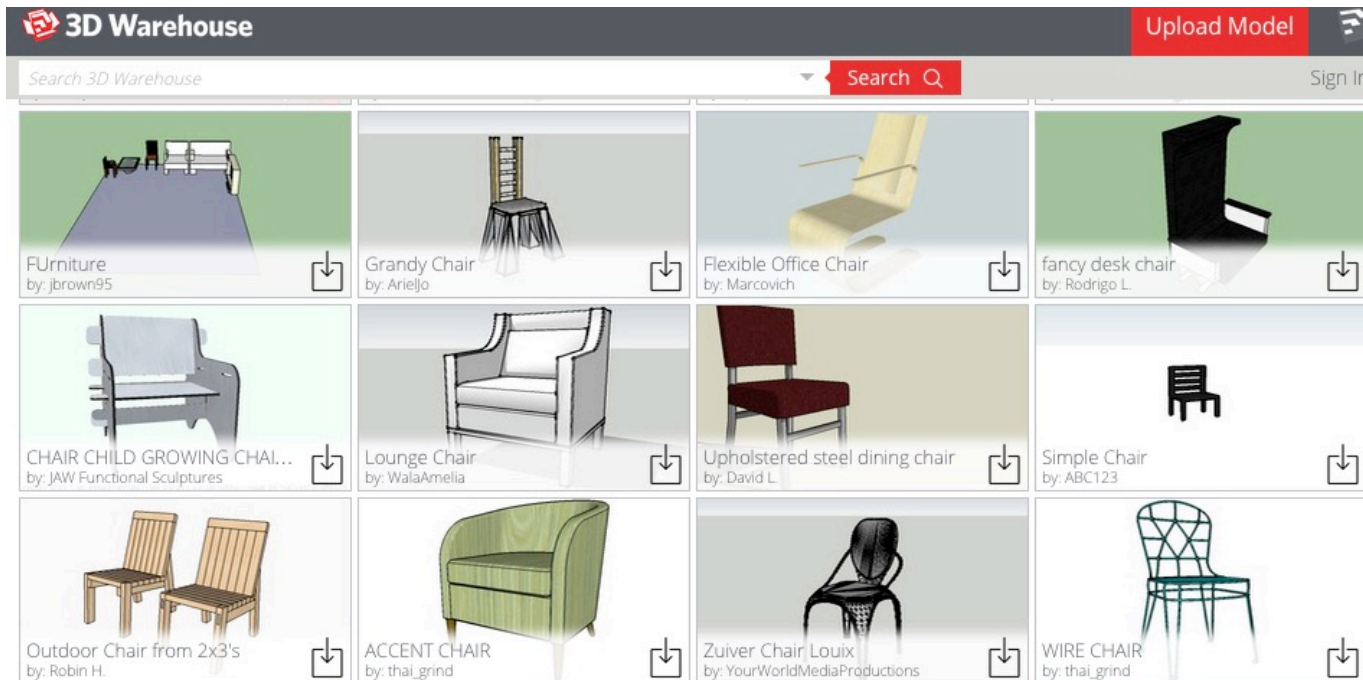 3D Warehouse
Upload Model
Search 3D Warehouse
Search
Sign In
FUrniture
by: jbrown95
Grandy Chair
by: ArielJo
Flexible Office Chair
by: Marcovich
fancy desk chair
by: Rodrigo L.
CHAIR CHILD GROWING CHAI...
by: JAW Functional Sculptures
Lounge Chair
by: WalaAmelia
Upholstered steel dining chair
by: David L.
Simple Chair
by: ABC123
Outdoor Chair from 2x3's
by: Robin H.
ACCENT CHAIR
by: thai_grind
Zuiver Chair Louix
by: YourWorldMediaProductions
WIRE CHAIR
by: thai_grind